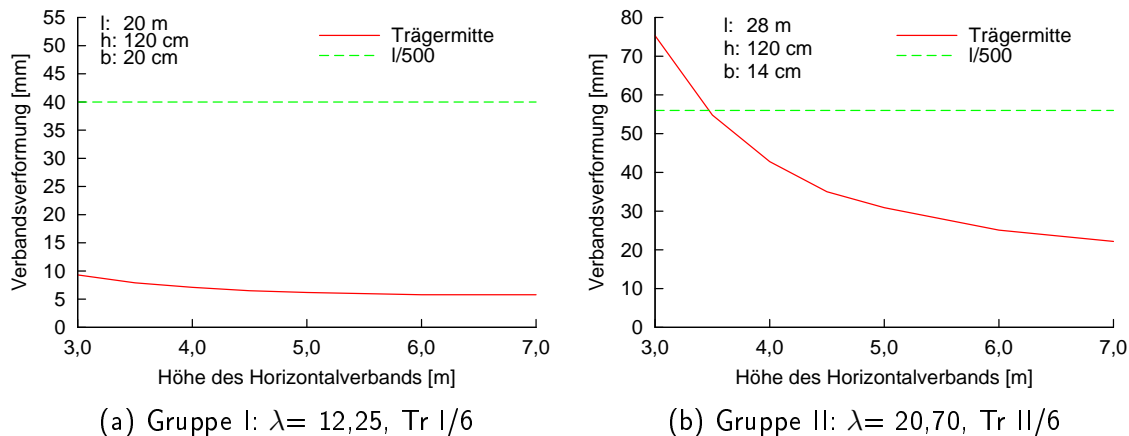 55
50
45
40
35
30
25
20
15
10
5
0
3,0 4,0 5,0 6,0 7,0
Verbandsverformung [mm]
Höhe des Horizontalverbands [m]
l: 20 m
h: 120 cm
b: 20 cm
Trägermitte
l/500
(a) Gruppe I: λ= 12,25, Tr I/6
80
70
60
50
40
30
20
10
0
3,0 4,0 5,0 6,0 7,0
Verbandsverformung [mm]
Höhe des Horizontalverbands [m]
l: 28 m
h: 120 cm
b: 14 cm
Trägermitte
l/500
(b) Gruppe II: λ= 20,70, Tr II/6